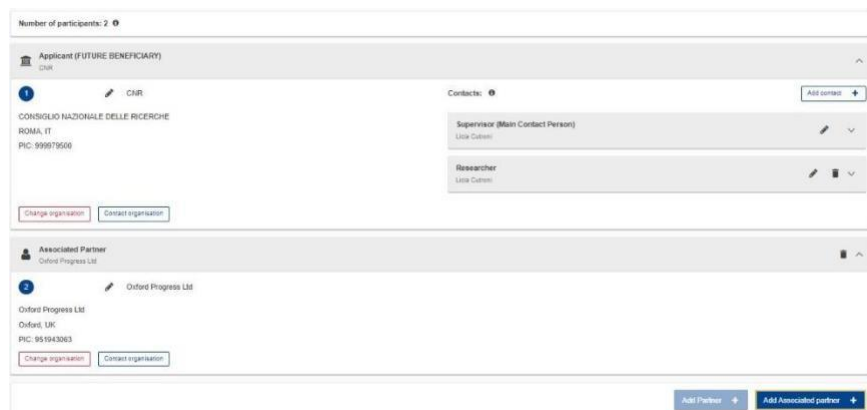 Number of participants: 2
Applicant (FUTURE BENEFICIARY)
CNR
1 CNR
CONSIGLIO NAZIONALE DELLE RICERCHE
ROMA, IT
PIC: 999979500
Change organisation Contact organisation
Contacts:
Add contact +
Supervisor (Main Contact Person)
Licia
Researcher
Licia
Associated Partner
Oxford Progress Ltd
2 Oxford Progress Ltd
Oxford Progress Ltd
Oxford, UK
PIC: 951943063
Change organisation Contact organisation
Add Partner + Add Associated partner +